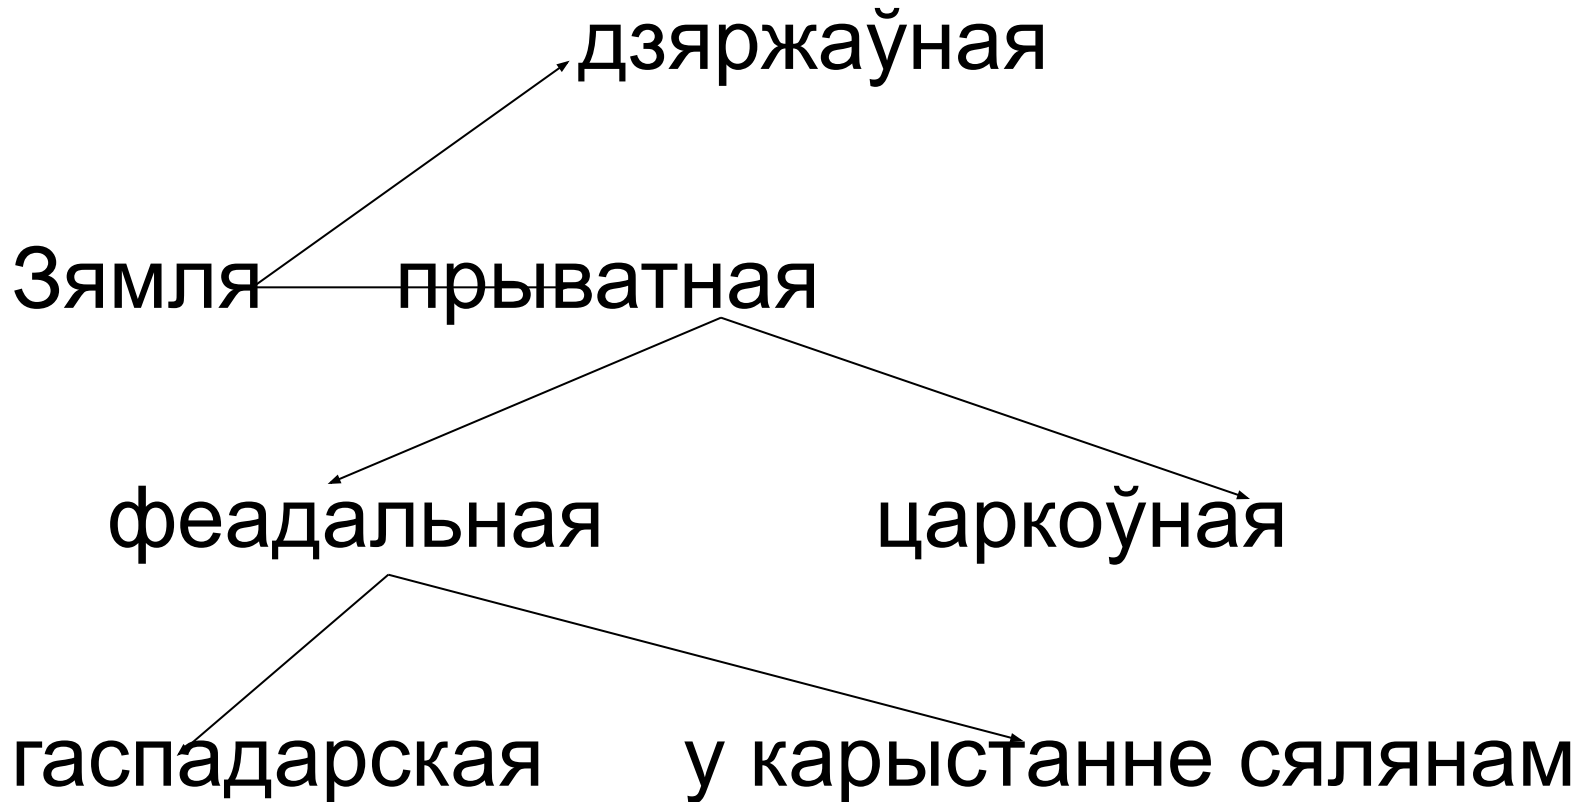 дзяржаўная
Зямля прыватная
феадальная царкоўная
гаспадарская у карыстанне сялянам